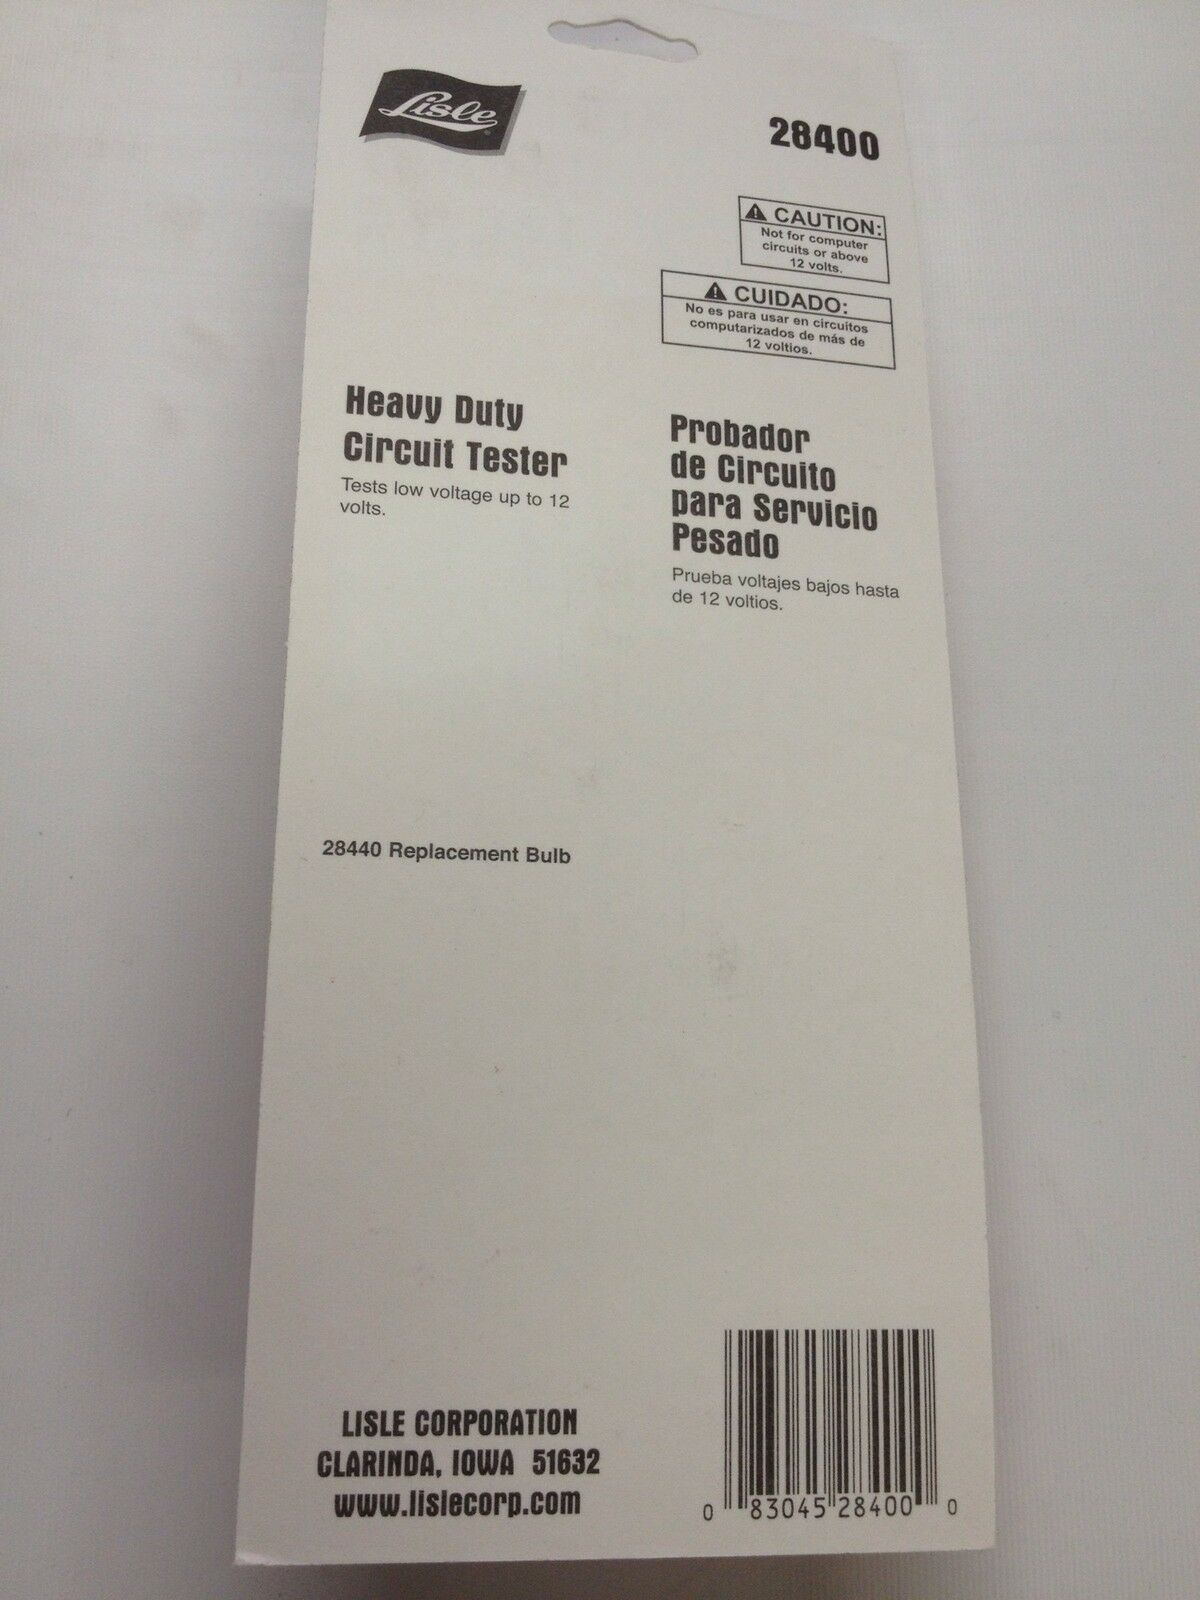 Lisle
28400
CAUTION:
Not for computer
circuits or above
12 volts.
CUIDADO:
No es para usar en circuitos
computarizados de más de
12 voltios.
Heavy Duty
Circuit Tester
Tests low voltage up to 12
volts.
Probador
de Circuito
para Servicio
Pesado
Prueba voltajes bajos hasta
de 12 voltios.
28440 Replacement Bulb
LISLE CORPORATION
CLARINDA, IOWA 51632
www.lislecorp.com
0 83045 28400 0